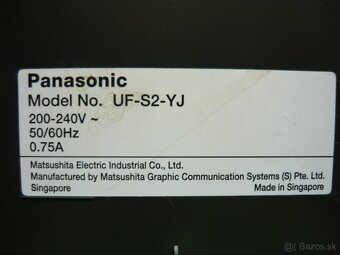 Panasonic
Model No. UF-S2-YJ
200-240V ~
50/60Hz
0.75A
Matsushita Electric Industrial Co., Ltd.
Manufactured by Matsushita Graphic Communication Systems (S) Pte. Ltd.
Singapore Made in Singapore
Bazos.sk